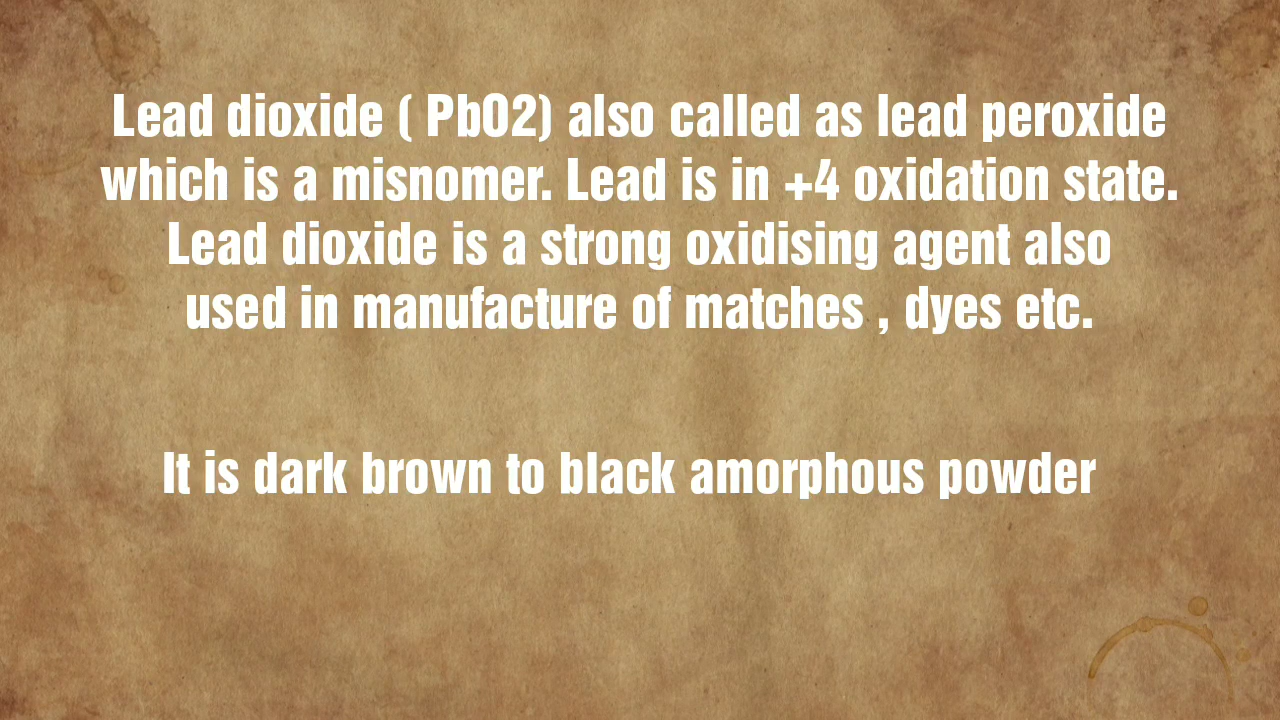 Lead dioxide ( PbO2) also called as lead peroxide
which is a misnomer. Lead is in +4 oxidation state.
Lead dioxide is a strong oxidising agent also
used in manufacture of matches , dyes etc.
It is dark brown to black amorphous powder